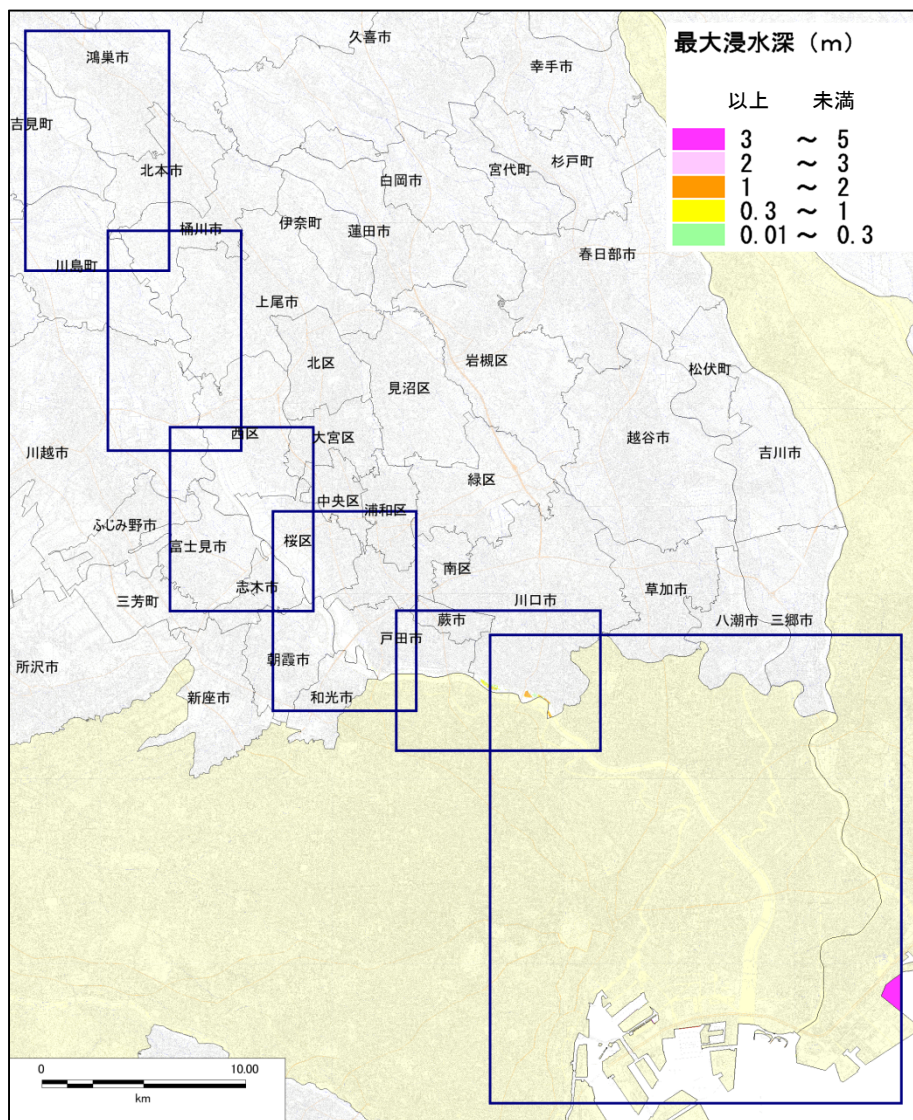 最大浸水深（m）
以上 未満
3 ～ 5
2 ～ 3
1 ～ 2
0.3 ～ 1
0.01 ～ 0.3
久喜市
鴻巣市
幸手市
吉見町
北本市
白岡市
宮代町
杉戸町
桶川市
伊奈町
蓮田市
春日部市
川島町
上尾市
北区
岩槻区
見沼区
松伏町
西区
大宮区
越谷市
川越市
吉川市
緑区
中央区
浦和区
ふじみ野市
富士見市
桜区
南区
志木市
三芳町
川口市
草加市
蕨市
八潮市
三郷市
戸田市
所沢市
朝霞市
新座市
和光市
0 10.00
km